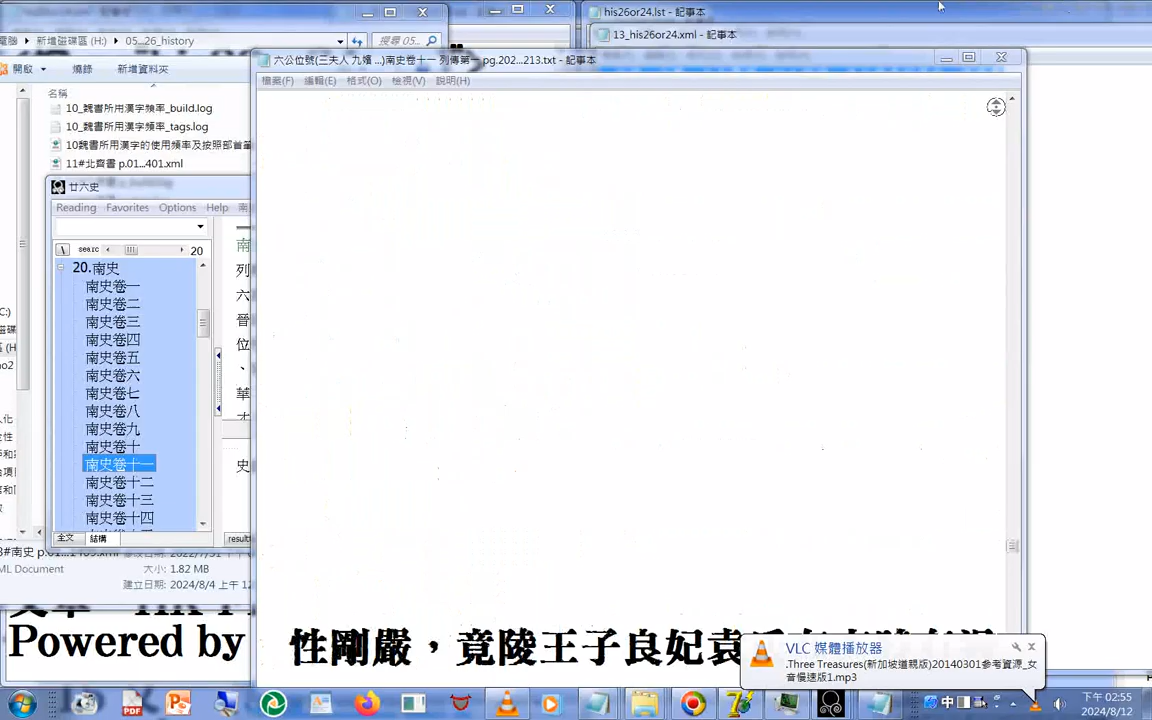 his26or24.lst - 記事本
13_his26or24.xml - 記事本
新增磁碟區 (H:) ▸ 05...26_history
搜尋 05...
六公位號(三夫人 九嬪 ...)南史卷十一 列傳第一 pg.202...213.txt - 記事本
檔案(F) 編輯(E) 格式(O) 檢視(V) 說明(H)
開啟 燒錄 新增資料夾
名稱
10_魏書所用漢字頻率_build.log
10_魏書所用漢字頻率_tags.log
10魏書所用漢字的使用頻率及按照部首筆
11#北齊書 p.01...401.xml
廿六史
Reading Favorites Options Help
searc 20
20.南史
南史卷一
南史卷二
南史卷三
南史卷四
南史卷五
南史卷六
南史卷七
南史卷八
南史卷九
南史卷十
南史卷十一
南史卷十二
南史卷十三
南史卷十四
全文 結構
南
列
六
晉
位
、
華
史
result
ML Document
大小: 1.82 MB
建立日期: 2024/8/4 上午 12
Powered by
性剛嚴，竟陵王子良妃袁
VLC 媒體播放器
.Three Treasures(新加坡道親版)20140301參考資源_女
音慢速版1.mp3
中
下午 02:55
2024/8/12